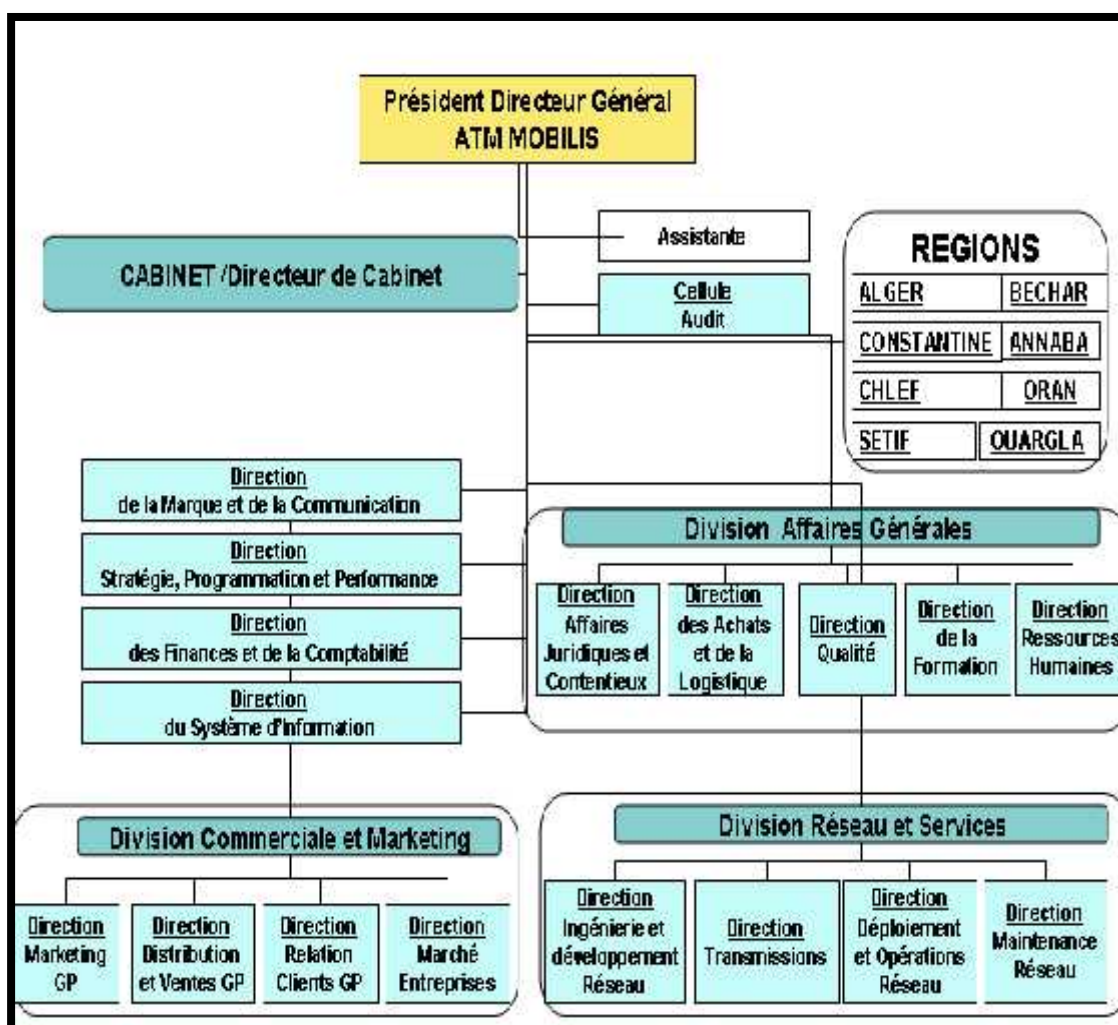 Président Directeur Général
ATM MOBILIS
Assistante
CABINET /Directeur de Cabinet
Cellule
Audit
REGIONS
ALGER
BECHAR
CONSTANTINE
ANNABA
CHLEF
ORAN
SETIF
OUARGLA
Direction
de la Marque et de la Communication
Direction
Stratégie, Programmation et Performance
Direction
des Finances et de la Comptabilité
Direction
du Système d'Information
Division Affaires Générales
Direction
Affaires
Juridiques et
Contentieux
Direction
des Achats
et de la
Logistique
Direction
Qualité
Direction
de la
Formation
Direction
Ressources
Humaines
Division Commerciale et Marketing
Direction
Marketing
GP
Direction
Distribution
et Ventes GP
Direction
Relation
Clients GP
Direction
Marché
Entreprises
Division Réseau et Services
Direction
Ingénierie et
développement
Réseau
Direction
Transmissions
Direction
Déploiement
et Opérations
Réseau
Direction
Maintenance
Réseau